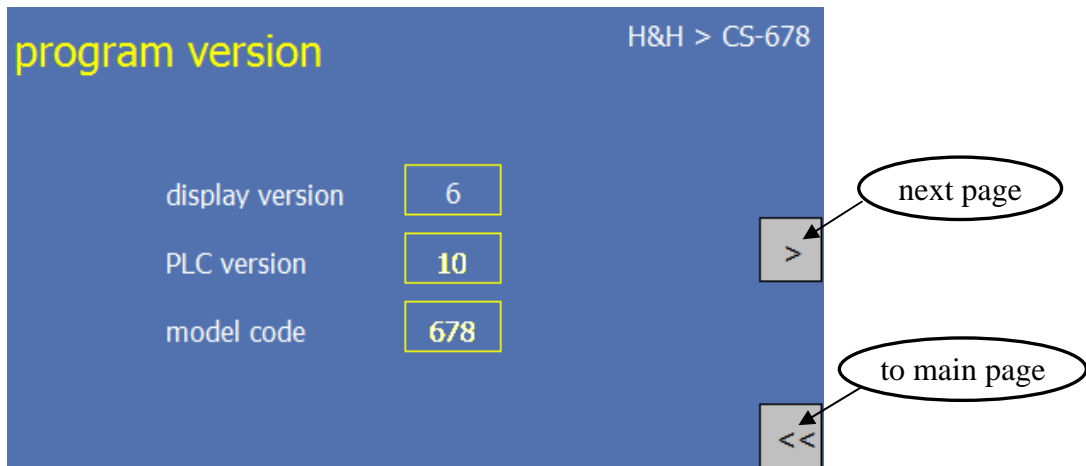 program version
H&H > CS-678
display version 6
PLC version 10
model code 678
next page
>
to main page
<<